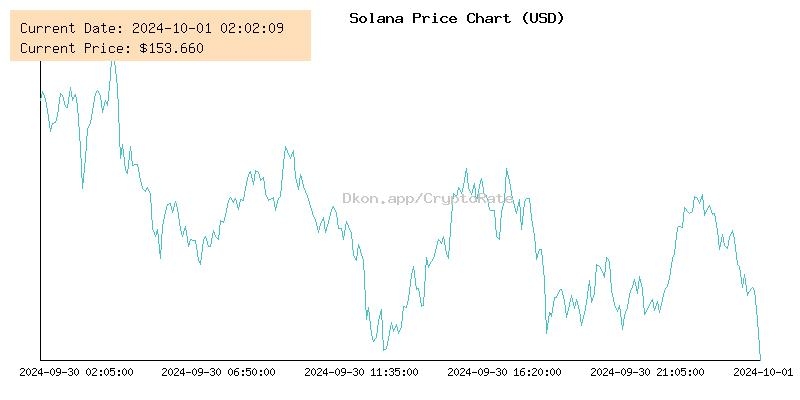 Solana Price Chart (USD)
Current Date: 2024-10-01 02:02:09
Current Price: $153.660
Dkon.app/CryptoRate
2024-09-30 02:05:00 2024-09-30 06:50:00 2024-09-30 11:35:00 2024-09-30 16:20:00 2024-09-30 21:05:00 2024-10-01